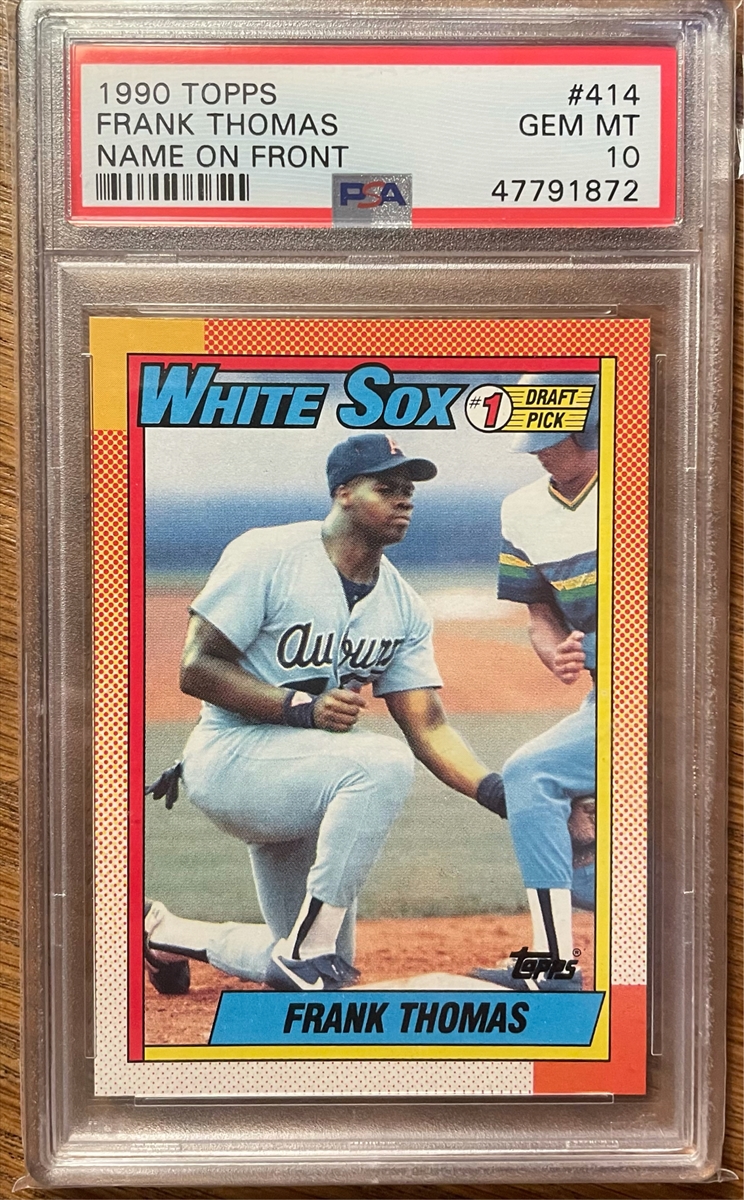 1990 TOPPS #414
FRANK THOMAS GEM MT
NAME ON FRONT 10
PSA 47791872
WHITE SOX #1 DRAFT PICK
A
Auburn
topps®
FRANK THOMAS